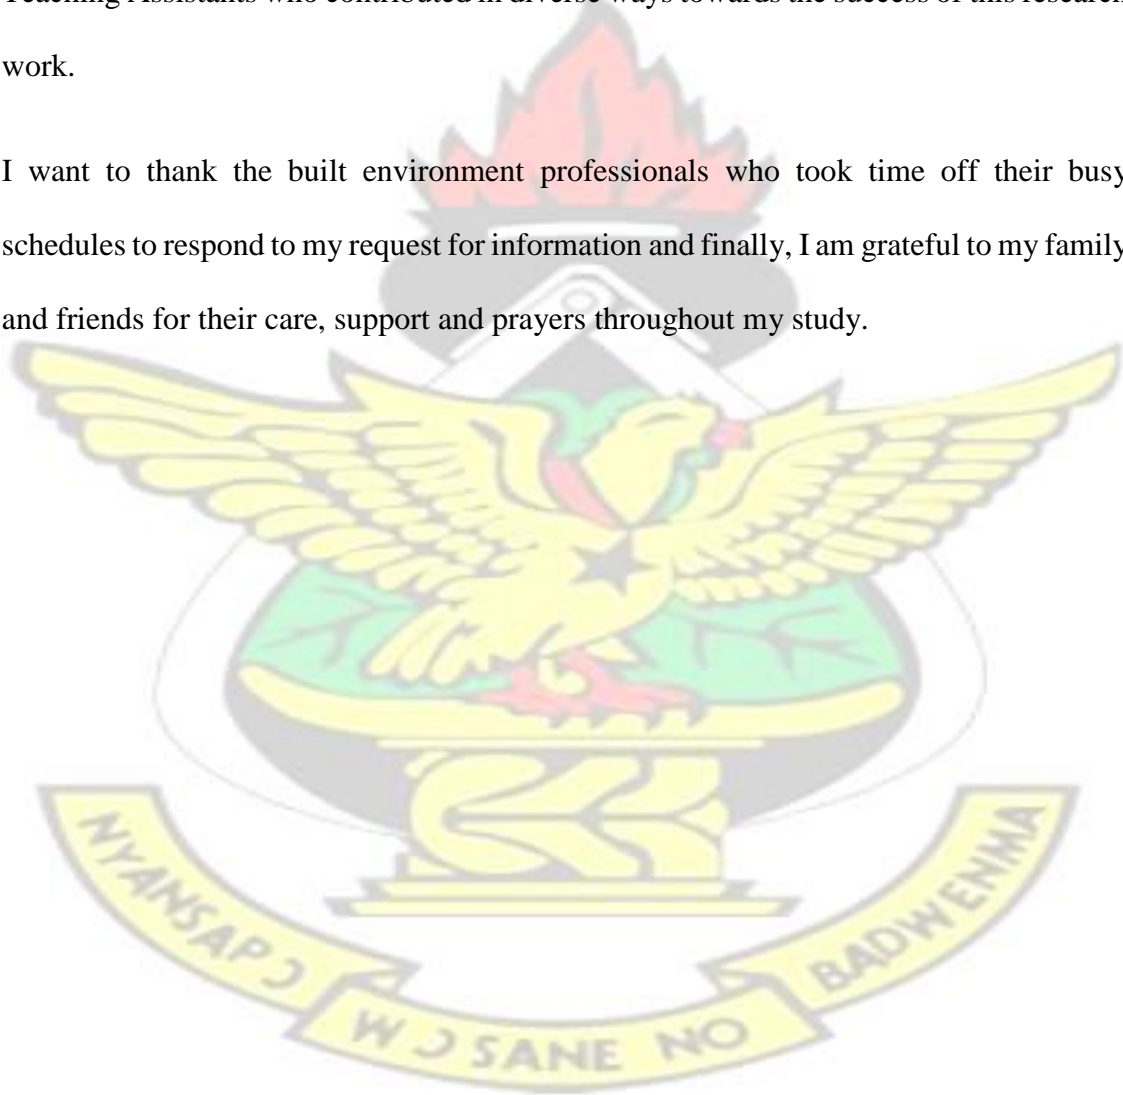 Teaching Assistants who contributed in diverse ways towards the success of this research
work.
I want to thank the built environment professionals who took time off their busy
schedules to respond to my request for information and finally, I am grateful to my family
and friends for their care, support and prayers throughout my study.
NYANSAPƆ
WƆSANE NO
BADWENMA